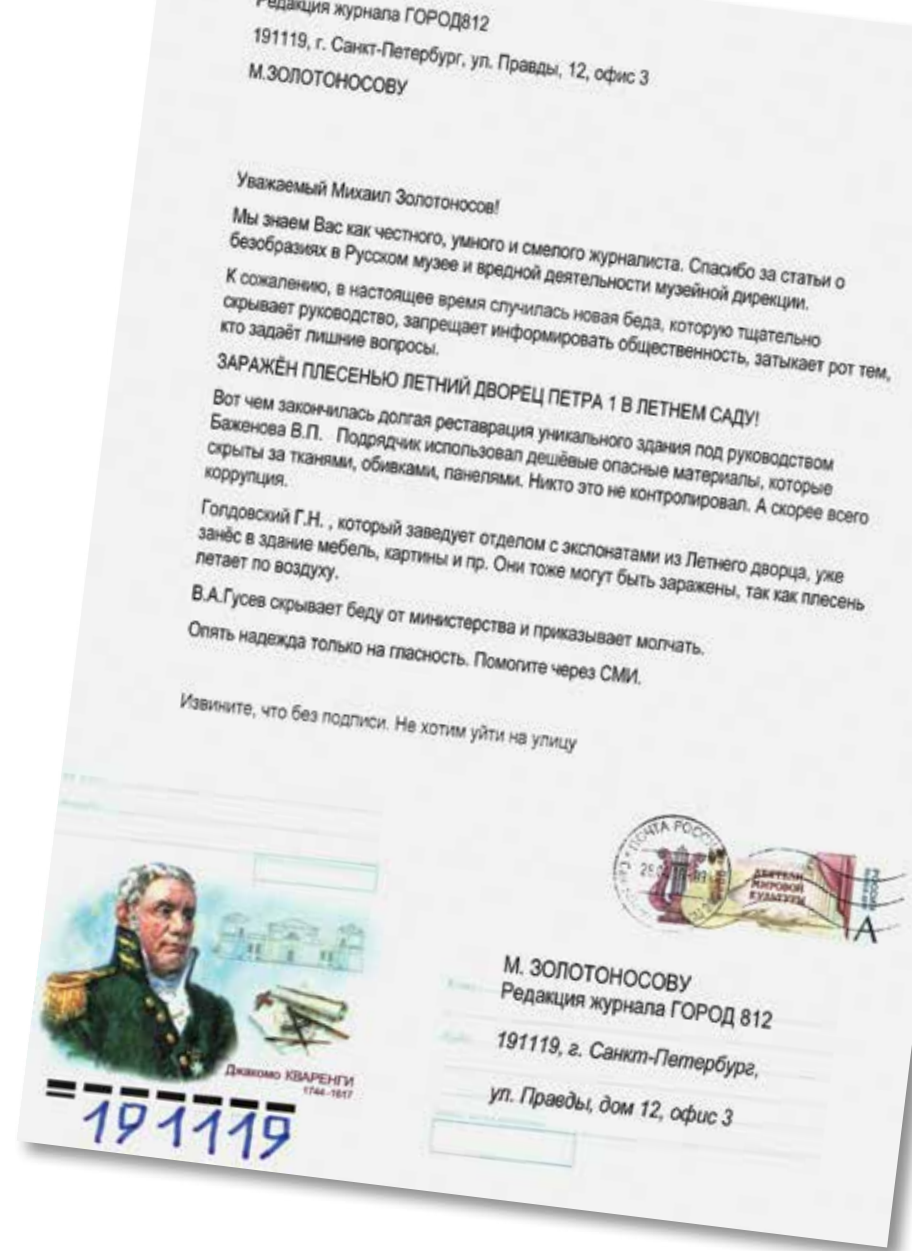 Редакция журнала ГОРОД812
191119, г. Санкт-Петербург, ул. Правды, 12, офис 3
М.ЗОЛОТОНОСОВУ
Уважаемый Михаил Золотоносов!
Мы знаем Вас как честного, умного и смелого журналиста. Спасибо за статьи о
безобразиях в Русском музее и вредной деятельности музейной дирекции.
К сожалению, в настоящее время случилась новая беда, которую тщательно
скрывает руководство, запрещает информировать общественность, затыкает рот тем,
кто задаёт лишние вопросы.
ЗАРАЖЁН ПЛЕСЕНЬЮ ЛЕТНИЙ ДВОРЕЦ ПЕТРА 1 В ЛЕТНЕМ САДУ!
Вот чем закончилась долгая реставрация уникального здания под руководством
Баженова В.П. Подрядчик использовал дешёвые опасные материалы, которые
скрыты за тканями, обивками, панелями. Никто это не контролировал. А скорее всего
коррупция.
Голдовский Г.Н. , который заведует отделом с экспонатами из Летнего дворца, уже
занёс в здание мебель, картины и пр. Они тоже могут быть заражены, так как плесень
летает по воздуху.
В.А.Гусев скрывает беду от министерства и приказывает молчать.
Опять надежда только на гласность. Помогите через СМИ.
Извините, что без подписи. Не хотим уйти на улицу
ПОЧТА РОССИИ
ДЕЯТЕЛИ
МИРОВОЙ
КУЛЬТУРЫ
РОССИЯ
А
М. ЗОЛОТОНОСОВУ
Редакция журнала ГОРОД 812
191119, г. Санкт-Петербург,
ул. Правды, дом 12, офис 3
Джакомо КВАРЕНГИ
1744-1817
191119